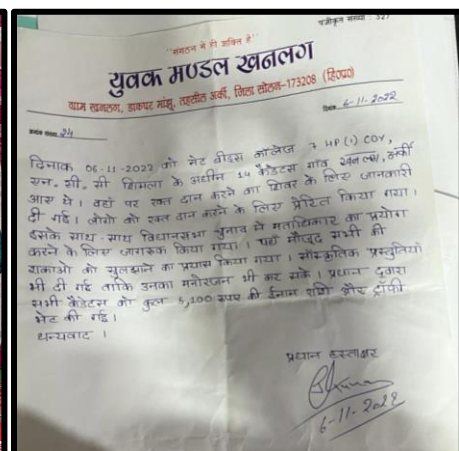 पंजीकृत संख्या : 327
"संगठन में ही शक्ति है"
युवक मण्डल खनलग
ग्राम खनलग, डाकघर मांझू, तहसील अर्की, जिला सोलन-173208 (हि०प्र०)
क्रमांक संख्या 24
दिनांक 6-11-2022
दिनांक 06-11-2022 को सेंट बीड्स कॉलेज 7 HP (I) COY,
एन. सी. सी शिमला के अधीन 14 कैडेटस गांव खनलग, अर्की
आए थे। वहाँ पर रक्त दान करने का शिवर के लिए जानकारी
दी गई। लोगों को रक्त दान करने के लिए प्रेरित किया गया।
इसके साथ-साथ विधानसभा चुनाव में मताधिकार का प्रयोग
करने के लिए जागरूक किया गया। वहाँ मौजूद सभी की
शंकाओं को सुलझाने का प्रयास किया गया। सांस्कृतिक प्रस्तुतियाँ
भी दी गई ताकि उनका मनोरंजन भी कर सके। प्रधान द्वारा
सभी कैडेटस को कुल 5,100 रुपए की ईनाम राशि और ट्रॉफी
भेंट की गई।
धन्यवाद ।
प्रधान हस्ताक्षर
6-11-2022